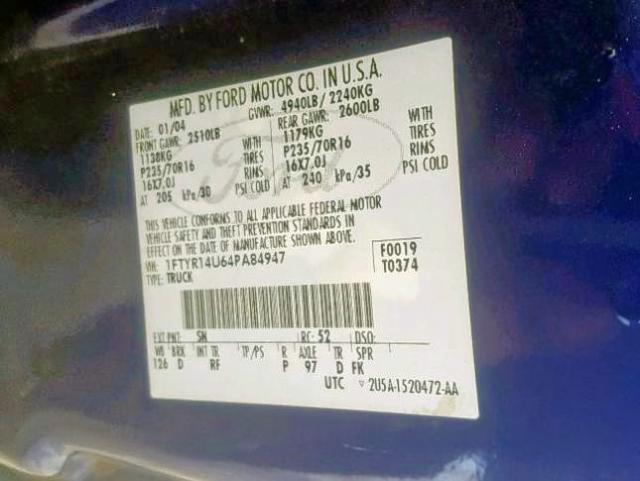 MFD. BY FORD MOTOR CO. IN U.S.A.
DATE: 01/04 GVWR: 4940LB/ 2240KG
FRONT GAWR: 2510LB REAR GAWR: 2600LB
1138KG WITH 1179KG WITH
P235/70R16 TIRES P235/70R16 TIRES
16X7.0J RIMS 16X7.0J RIMS
AT 205 kPa/30 PSI COLD AT 240 kPa/35 PSI COLD
Ford
THIS VEHICLE CONFORMS TO ALL APPLICABLE FEDERAL MOTOR
VEHICLE SAFETY AND THEFT PREVENTION STANDARDS IN
EFFECT ON THE DATE OF MANUFACTURE SHOWN ABOVE.
VIN: 1FTYR14U64PA84947 F0019
TYPE: TRUCK T0374
EXT PNT: SN RC: 52 DSO:
WB BRK INT TR TP/PS R AXLE TR SPR
126 D RF P 97 D FK
UTC ▽ 2U5A-1520472-AA